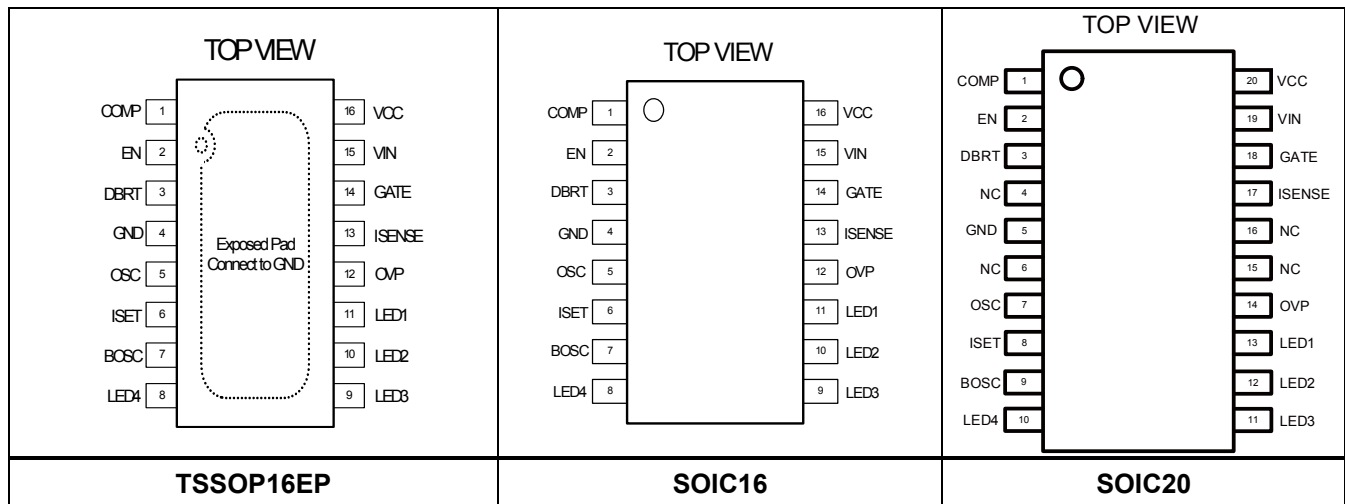 TOP VIEW
COMP 1 16 VCC
EN 2 15 VIN
DBRT 3 14 GATE
GND 4 13 ISENSE
OSC 5 12 OVP
ISET 6 11 LED1
BOSC 7 10 LED2
LED4 8 9 LED3
Exposed Pad
Connect to GND
TSSOP16EP
TOP VIEW
COMP 1 16 VCC
EN 2 15 VIN
DBRT 3 14 GATE
GND 4 13 ISENSE
OSC 5 12 OVP
ISET 6 11 LED1
BOSC 7 10 LED2
LED4 8 9 LED3
SOIC16
TOP VIEW
COMP 1 20 VCC
EN 2 19 VIN
DBRT 3 18 GATE
NC 4 17 ISENSE
GND 5 16 NC
NC 6 15 NC
OSC 7 14 OVP
ISET 8 13 LED1
BOSC 9 12 LED2
LED4 10 11 LED3
SOIC20